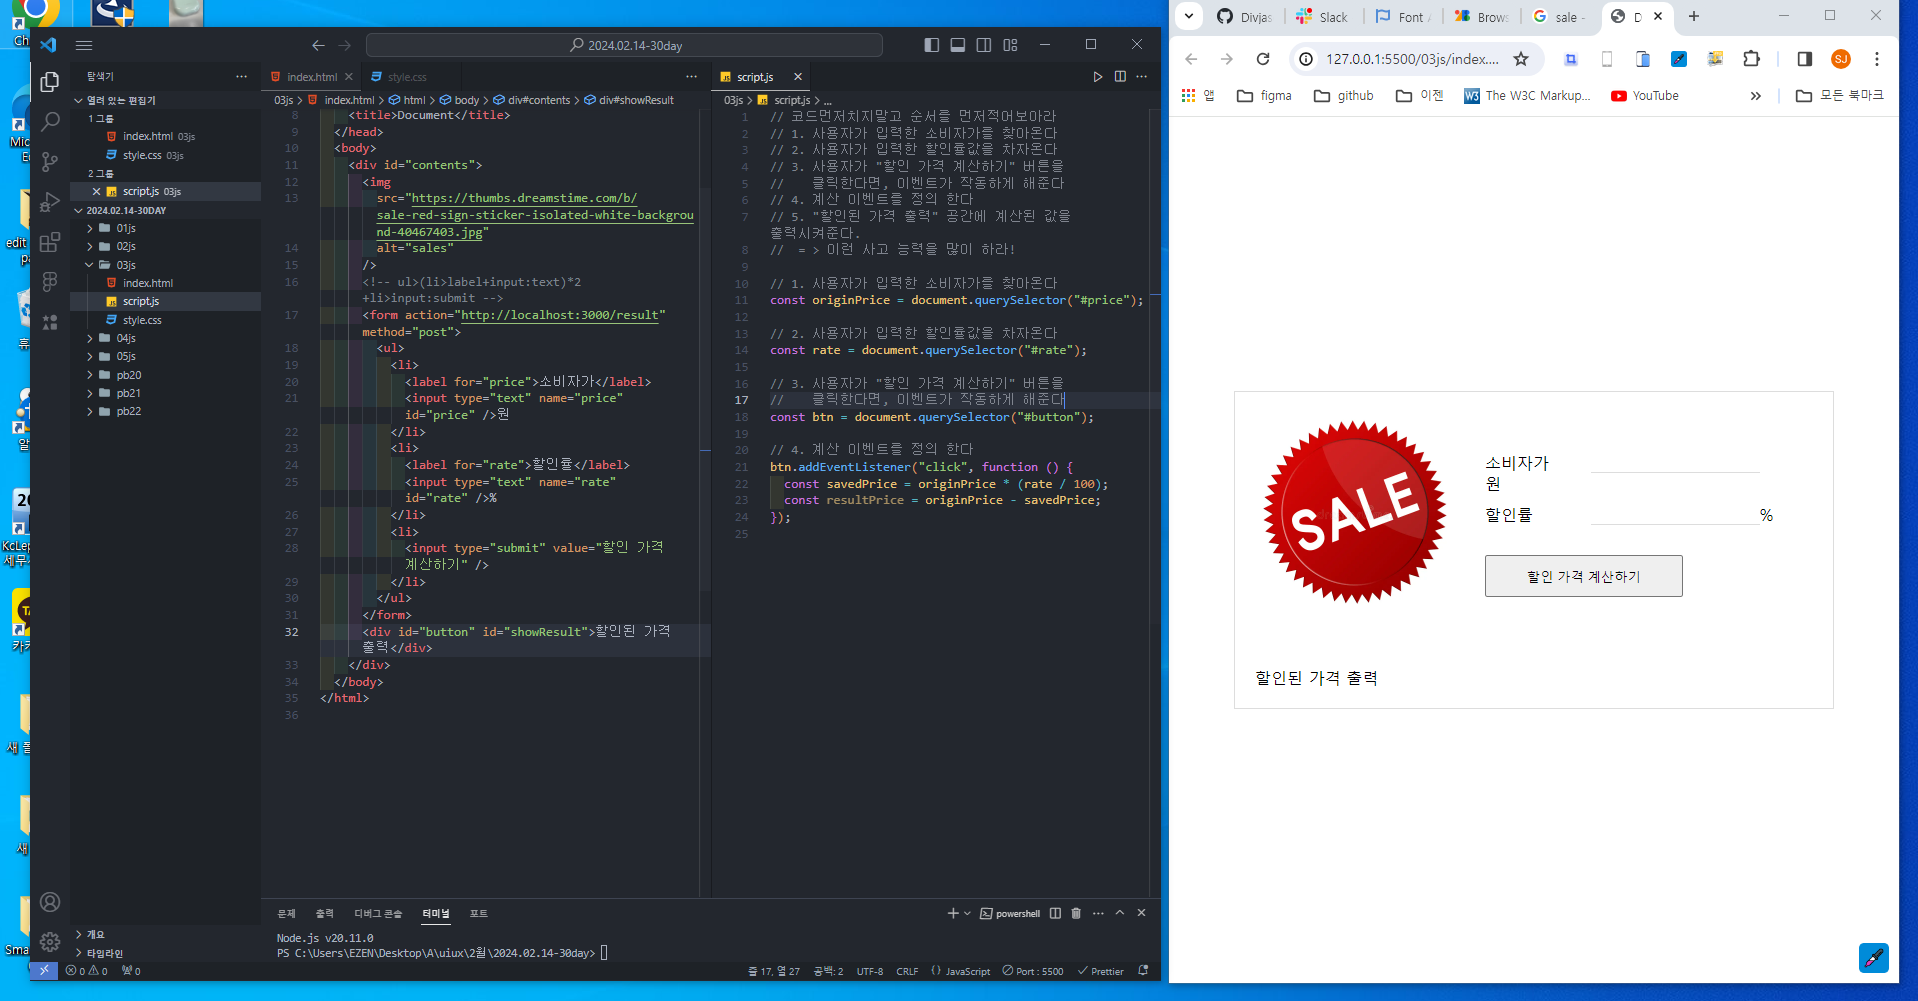 Ch
Mic
E
edit
pa
휴
알
20
KcLep
세무사
TA
카카
새 폴
새
Sma
2024.02.14-30day
탐색기
열려 있는 편집기
1 그룹
index.html 03js
style.css 03js
2 그룹
script.js 03js
2024.02.14-30DAY
01js
02js
03js
index.html
script.js
style.css
04js
05js
pb20
pb21
pb22
개요
타임라인
index.html
style.css
03js > index.html > html > body > div#contents > div#showResult
8 <title>Document</title>
9 </head>
10 <body>
11 <div id="contents">
12 <img
13 src="https://thumbs.dreamstime.com/b/
sale-red-sign-sticker-isolated-white-backgrou
nd-40467403.jpg"
14 alt="sales"
15 />
16 <!-- ul>(li>label+input:text)*2
+li>input:submit -->
17 <form action="http://localhost:3000/result"
method="post">
18 <ul>
19 <li>
20 <label for="price">소비자가</label>
21 <input type="text" name="price"
id="price" />원
22 </li>
23 <li>
24 <label for="rate">할인률</label>
25 <input type="text" name="rate"
id="rate" />%
26 </li>
27 <li>
28 <input type="submit" value="할인 가격
계산하기" />
29 </li>
30 </ul>
31 </form>
32 <div id="button" id="showResult">할인된 가격
출력</div>
33 </div>
34 </body>
35 </html>
36
script.js
03js > script.js > ...
1 // 코드먼저치지말고 순서를 먼저적어보아라
2 // 1. 사용자가 입력한 소비자가를 찾아온다
3 // 2. 사용자가 입력한 할인률값을 차자온다
4 // 3. 사용자가 "할인 가격 계산하기" 버튼을
5 // 클릭한다면, 이벤트가 작동하게 해준다
6 // 4. 계산 이벤트를 정의 한다
7 // 5. "할인된 가격 출력" 공간에 계산된 값을
출력시켜준다.
8 // = > 이런 사고 능력을 많이 하라!
9
10 // 1. 사용자가 입력한 소비자가를 찾아온다
11 const originPrice = document.querySelector("#price");
12
13 // 2. 사용자가 입력한 할인률값을 차자온다
14 const rate = document.querySelector("#rate");
15
16 // 3. 사용자가 "할인 가격 계산하기" 버튼을
17 // 클릭한다면, 이벤트가 작동하게 해준다
18 const btn = document.querySelector("#button");
19
20 // 4. 계산 이벤트를 정의 한다
21 btn.addEventListener("click", function () {
22 const savedPrice = originPrice * (rate / 100);
23 const resultPrice = originPrice - savedPrice;
24 });
25
문제 출력 디버그 콘솔 터미널 포트
powershell
Node.js v20.11.0
PS C:\Users\EZEN\Desktop\A\uiux\2월\2024.02.14-30day>
0 0 0
줄 17, 열 27 공백: 2 UTF-8 CRLF JavaScript Port : 5500 Prettier
Divjas
Slack
Font A
Brows
sale -
D
127.0.0.1:5500/03js/index....
SJ
앱
figma
github
이젠
W3 The W3C Markup...
YouTube
모든 북마크
SALE
소비자가
원
할인률 %
할인 가격 계산하기
할인된 가격 출력